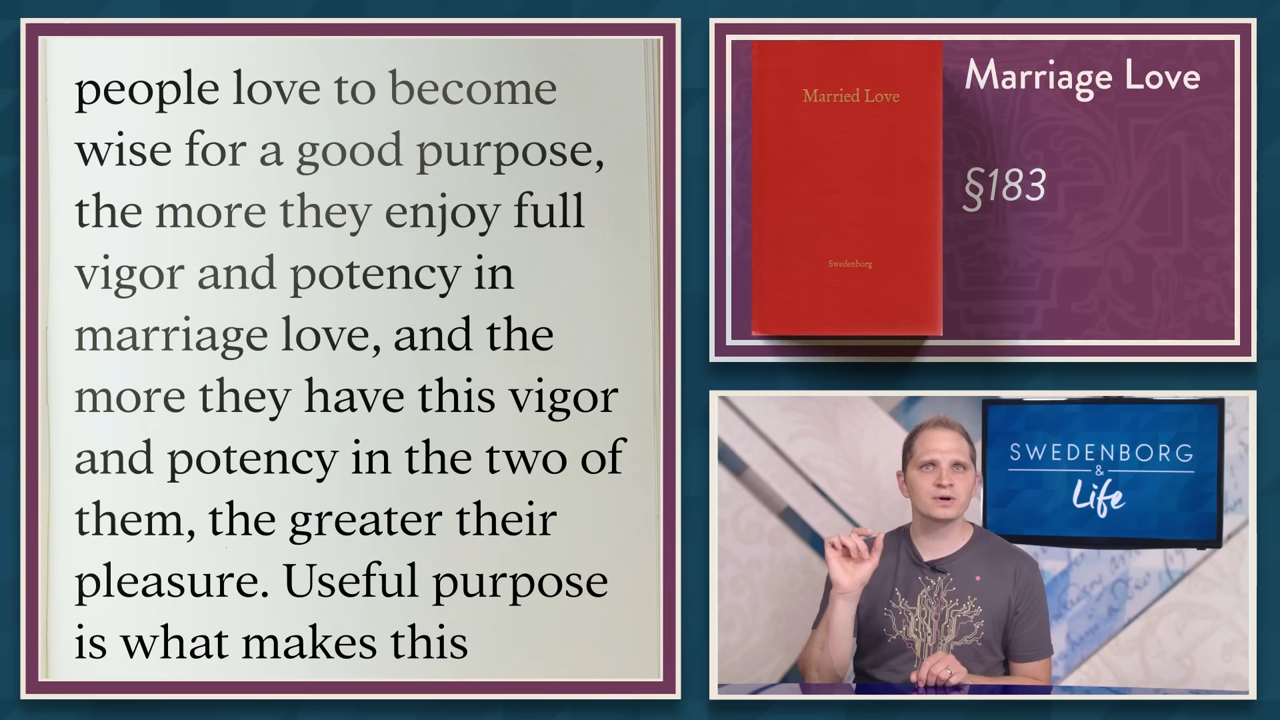 people love to become
wise for a good purpose,
the more they enjoy full
vigor and potency in
marriage love, and the
more they have this vigor
and potency in the two of
them, the greater their
pleasure. Useful purpose
is what makes this
Married Love
Swedenborg
Marriage Love
§183
SWEDENBORG
&
Life